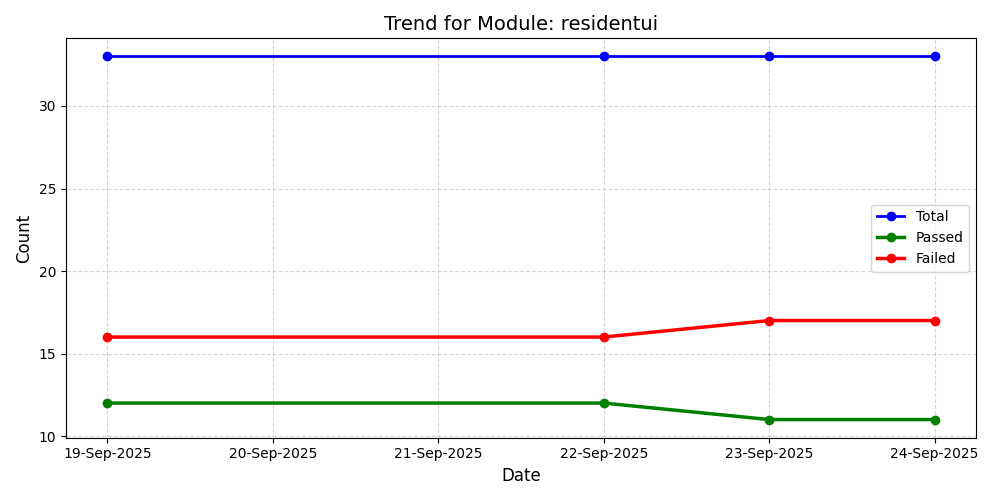 Trend for Module: residentui
Count
30
25
20
15
10
Total
Passed
Failed
19-Sep-2025 20-Sep-2025 21-Sep-2025 22-Sep-2025 23-Sep-2025 24-Sep-2025
Date